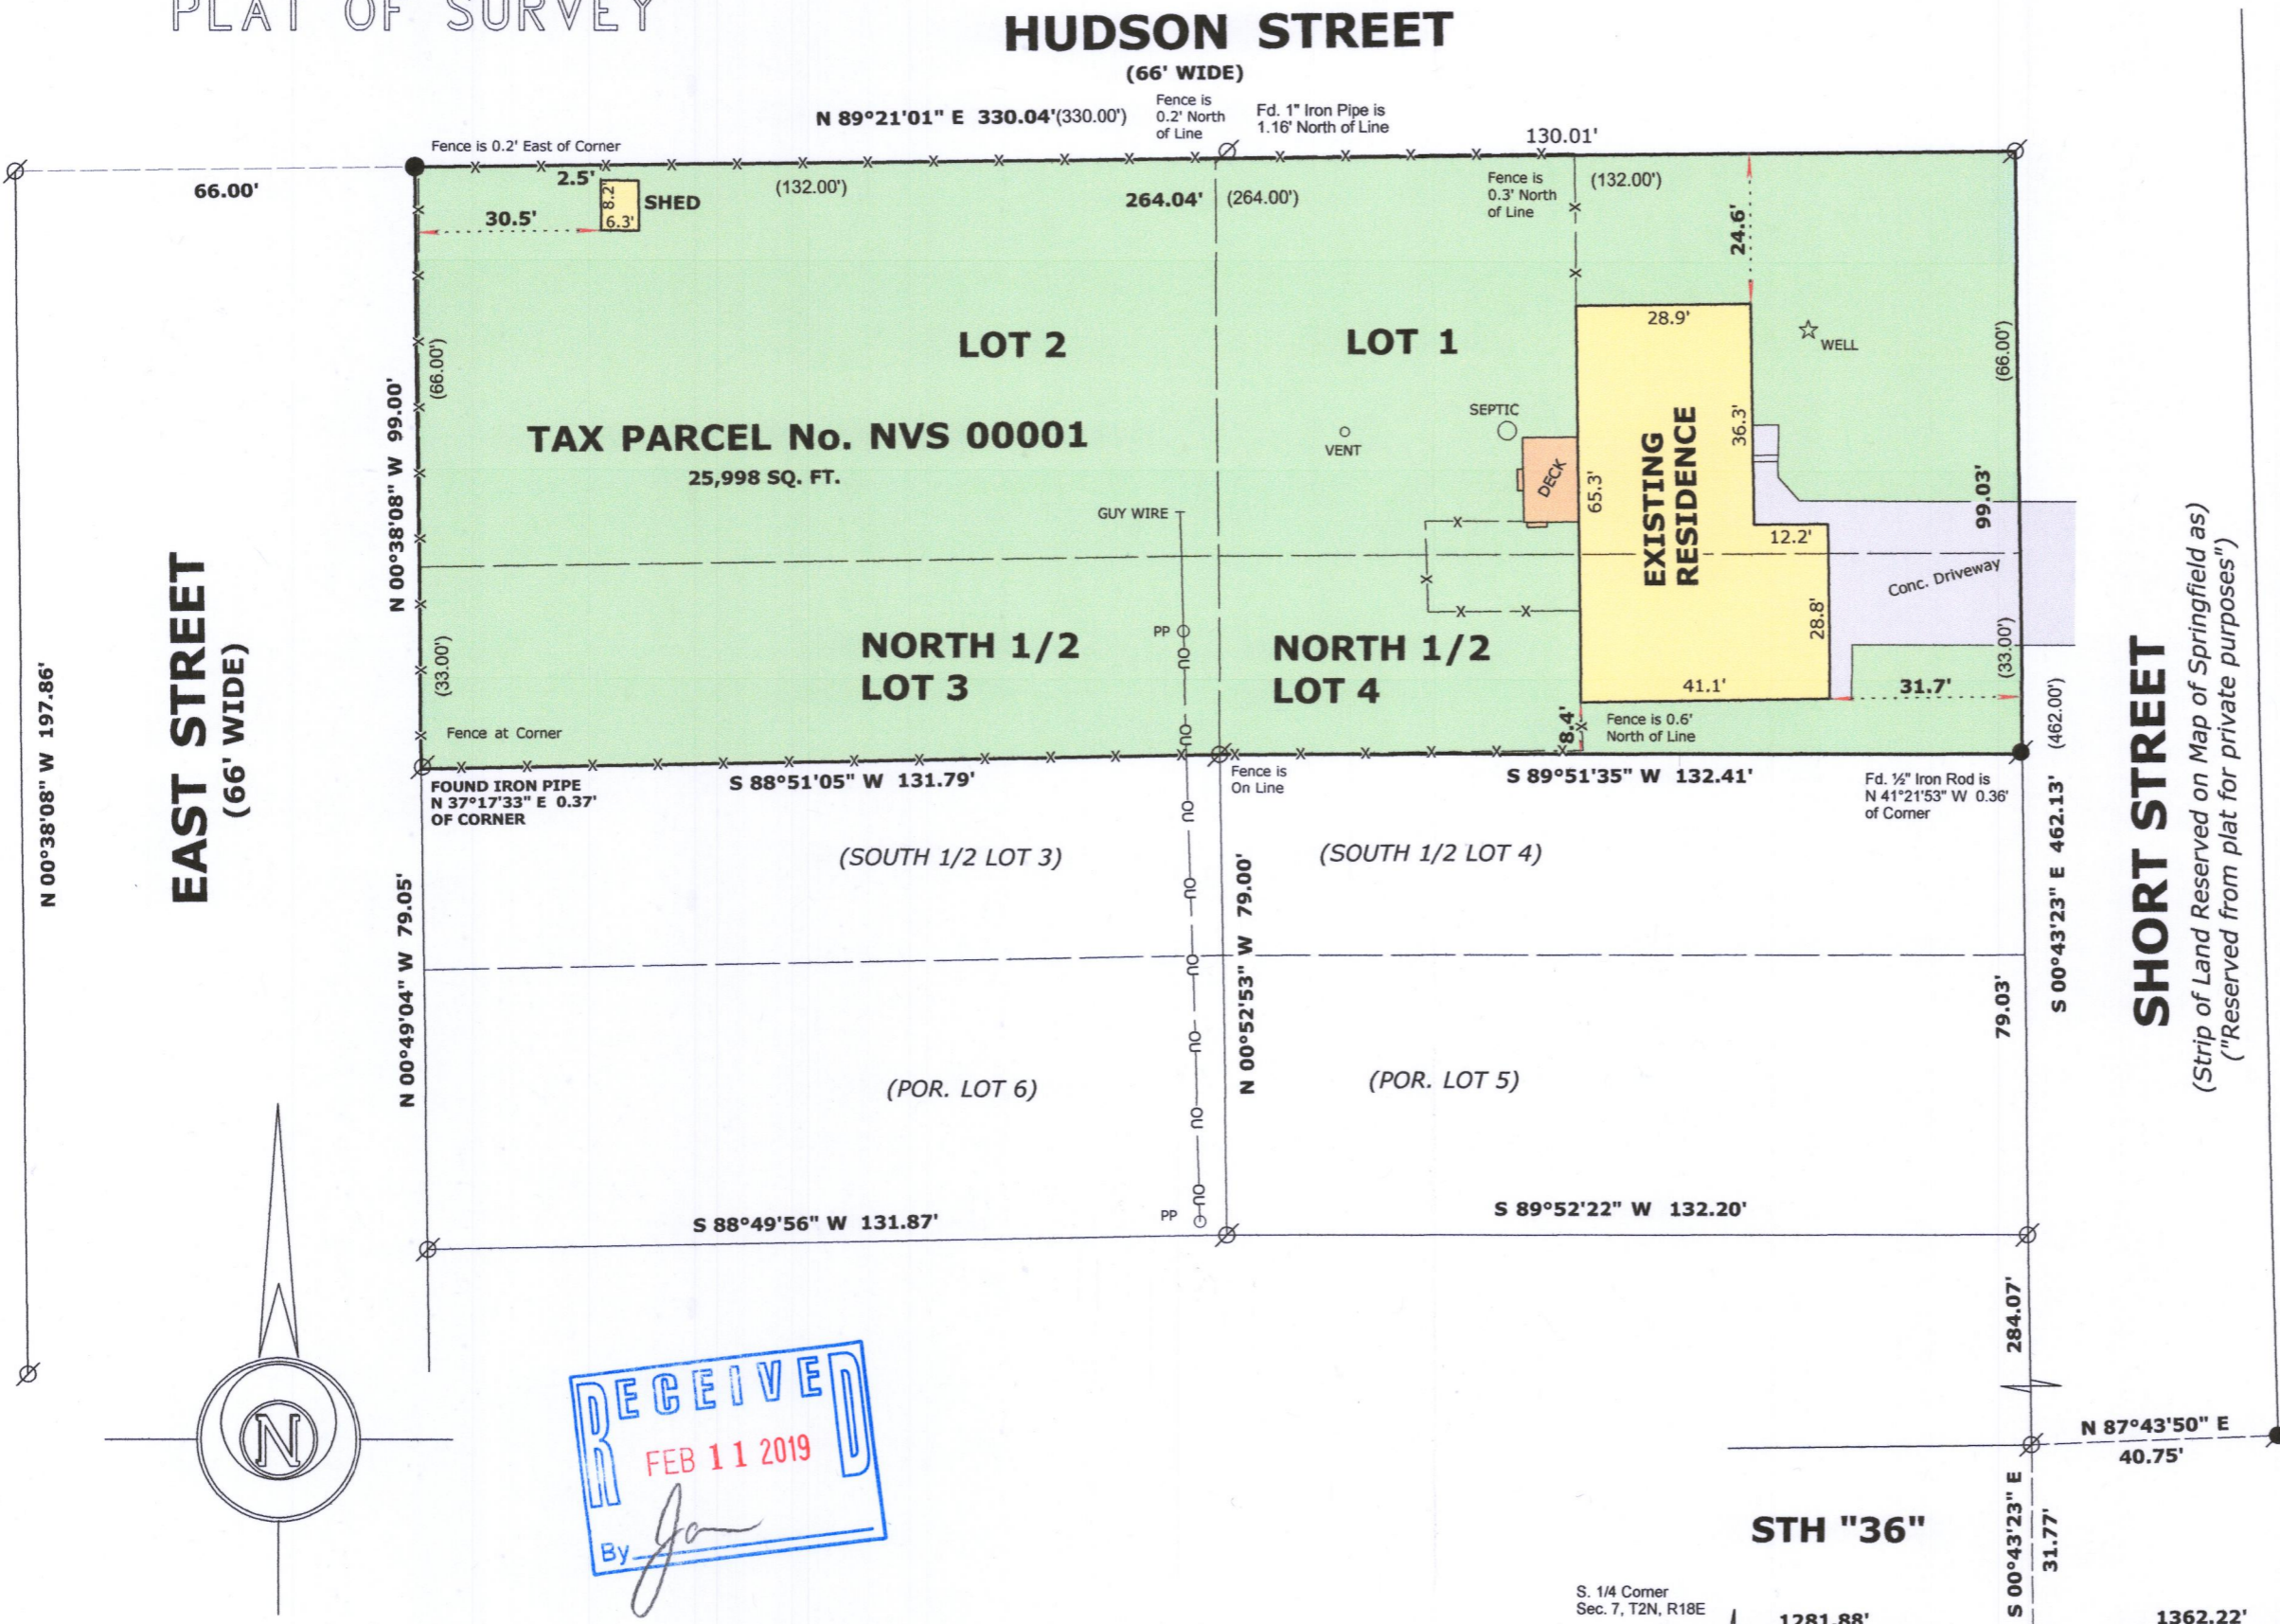 PLAT OF SURVEY
HUDSON STREET
(66' WIDE)
N 89°21'01" E 330.04'(330.00')
Fence is
0.2' North
of Line
Fd. 1" Iron Pipe is
1.16' North of Line
130.01'
Fence is 0.2' East of Corner
66.00'
2.5'
8.2'
6.3'
SHED
30.5'
(132.00')
264.04'
(264.00')
Fence is
0.3' North
of Line
(132.00')
24.6'
LOT 2
LOT 1
28.9'
WELL
(66.00')
(66.00')
N 00°38'08" W 99.00'
TAX PARCEL No. NVS 00001
25,998 SQ. FT.
VENT
SEPTIC
DECK
65.3'
EXISTING
RESIDENCE
36.3'
99.03'
GUY WIRE
12.2'
Conc. Driveway
28.8'
PP
NORTH 1/2
LOT 3
NORTH 1/2
LOT 4
41.1'
31.7'
(33.00')
(33.00')
8.4'
Fence is 0.6'
North of Line
Fence at Corner
OU
OU
FOUND IRON PIPE
N 37°17'33" E 0.37'
OF CORNER
S 88°51'05" W 131.79'
Fence is
On Line
S 89°51'35" W 132.41'
Fd. ½" Iron Rod is
N 41°21'53" W 0.36'
of Corner
(462.00')
S 00°43'23" E 462.13'
EAST STREET
(66' WIDE)
N 00°38'08" W 197.86'
SHORT STREET
(Strip of Land Reserved on Map of Springfield as)
("Reserved from plat for private purposes")
(SOUTH 1/2 LOT 3)
(SOUTH 1/2 LOT 4)
OU
OU
OU
OU
OU
OU
N 00°49'04" W 79.05'
N 00°52'53" W 79.00'
79.03'
(POR. LOT 6)
(POR. LOT 5)
S 88°49'56" W 131.87'
PP
S 89°52'22" W 132.20'
284.07'
N
RECEIVED
FEB 11 2019
By
N 87°43'50" E
40.75'
STH "36"
S 00°43'23" E
31.77'
S. 1/4 Corner
Sec. 7, T2N, R18E
1281.88'
1362.22'